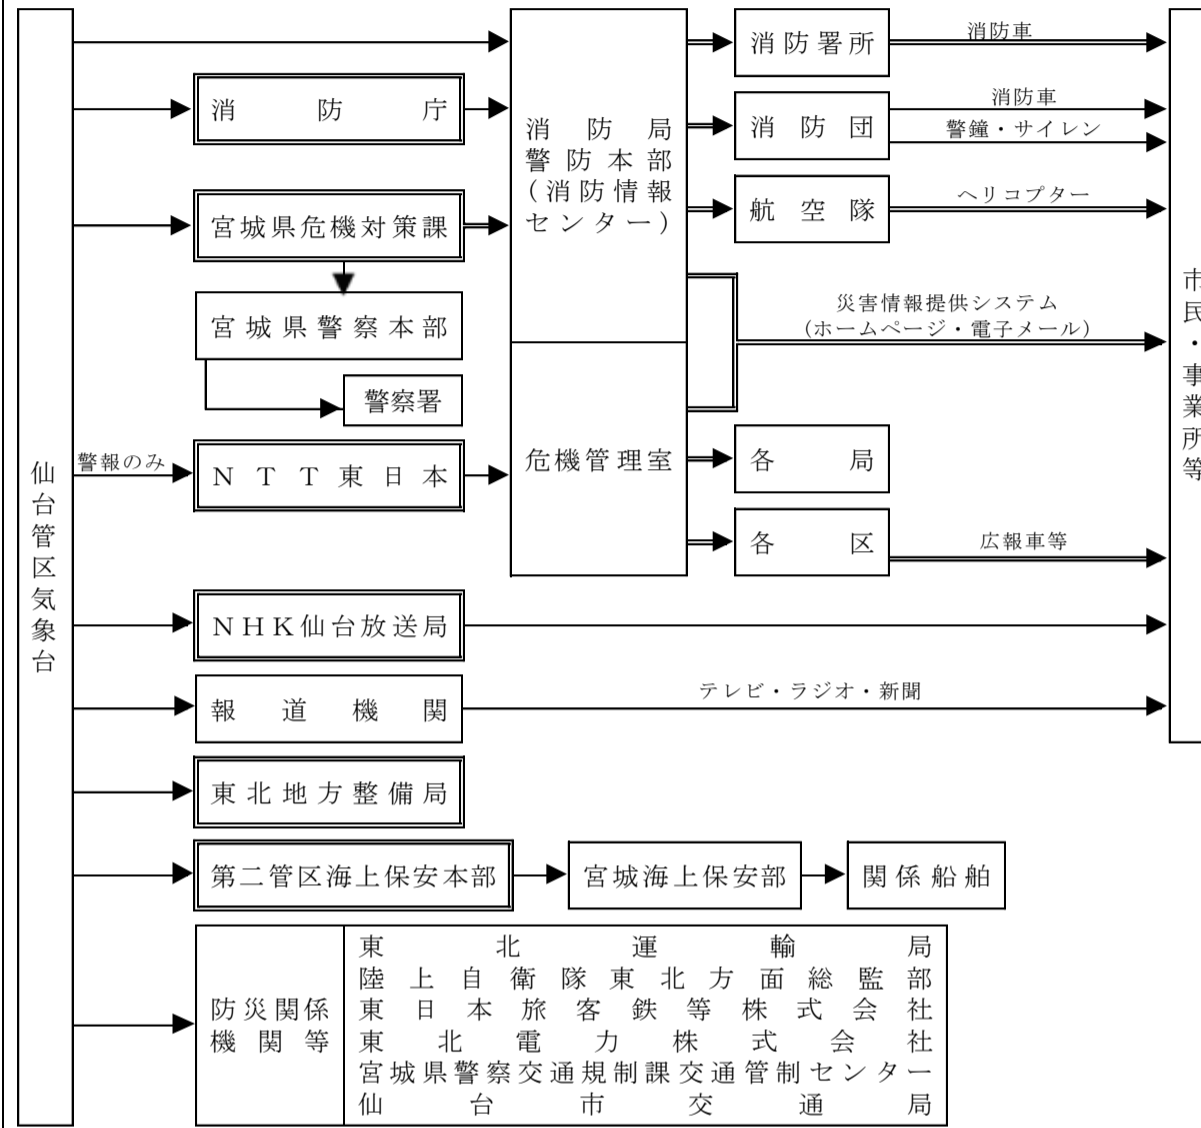 仙台管区気象台
消防庁
宮城県危機対策課
宮城県警察本部
警察署
警報のみ
NTT東日本
NHK仙台放送局
報道機関
東北地方整備局
第二管区海上保安本部
宮城海上保安部
関係船舶
防災関係
機関等
東北運輸局
陸上自衛隊東北方面総監部
東日本旅客鉄等株式会社
東北電力株式会社
宮城県警察交通規制課交通管制センター
仙台市交通局
消防局
警防本部
(消防情報
センター)
危機管理室
消防署所
消防車
消防団
消防車
警鐘・サイレン
航空隊
ヘリコプター
災害情報提供システム
(ホームページ・電子メール)
各局
各区
広報車等
テレビ・ラジオ・新聞
市民・事業所等